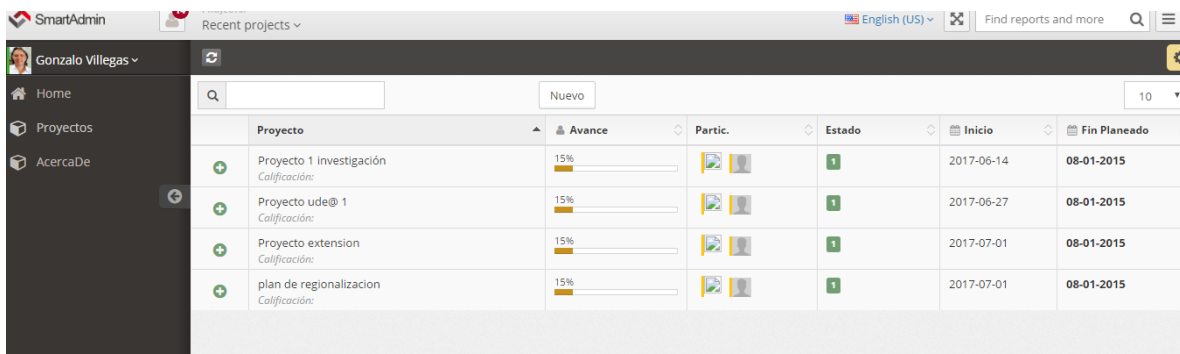 SmartAdmin
Recent projects
English (US)
Find reports and more
Gonzalo Villegas
Home
Proyectos
AcercaDe
Nuevo
10
Proyecto Avance Partic. Estado Inicio Fin Planeado
Proyecto 1 investigación 15% 1 2017-06-14 08-01-2015
Calificación:
Proyecto ude@ 1 15% 1 2017-06-27 08-01-2015
Calificación:
Proyecto extension 15% 1 2017-07-01 08-01-2015
Calificación:
plan de regionalizacion 15% 1 2017-07-01 08-01-2015
Calificación: